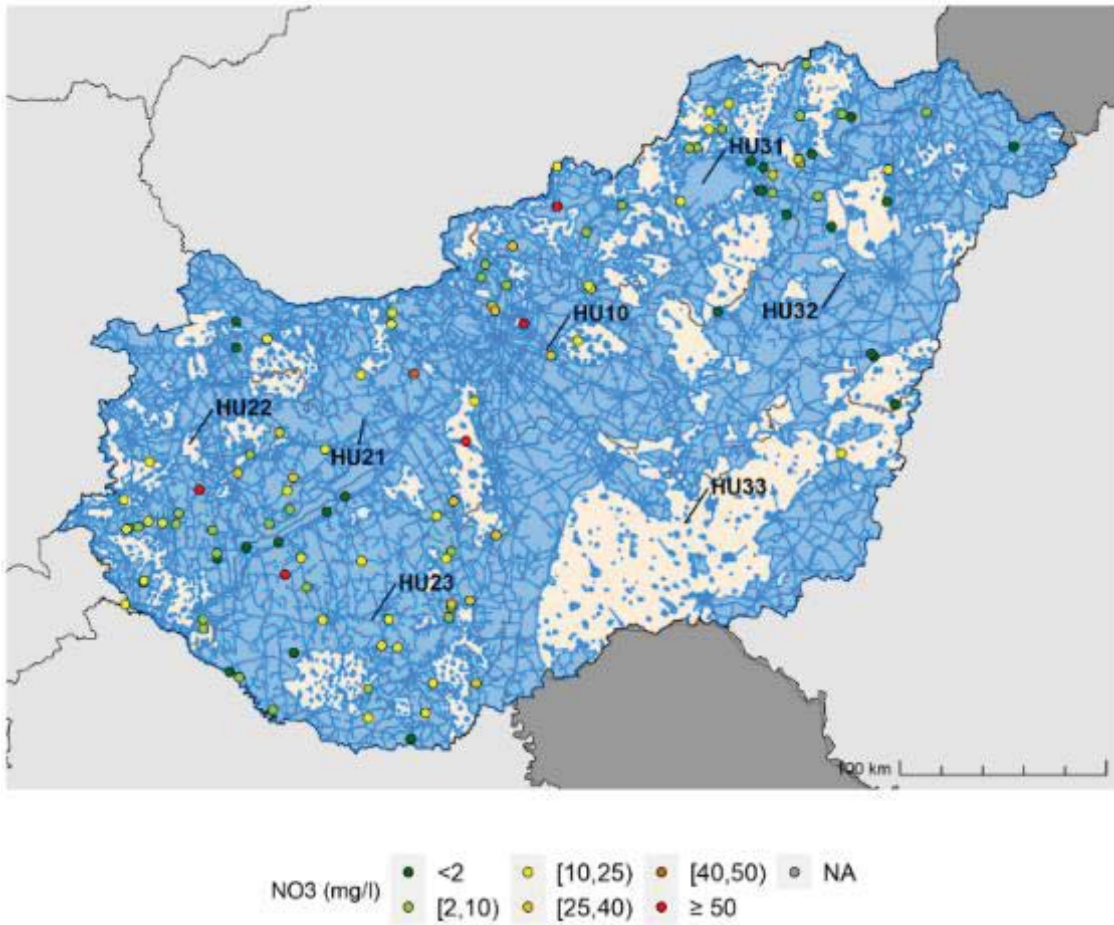 HU31
HU32
HU10
HU22
HU21
HU33
HU23
100 km
NO3 (mg/l)
<2
[10,25)
[40,50)
NA
[2,10)
[25,40)
≥ 50